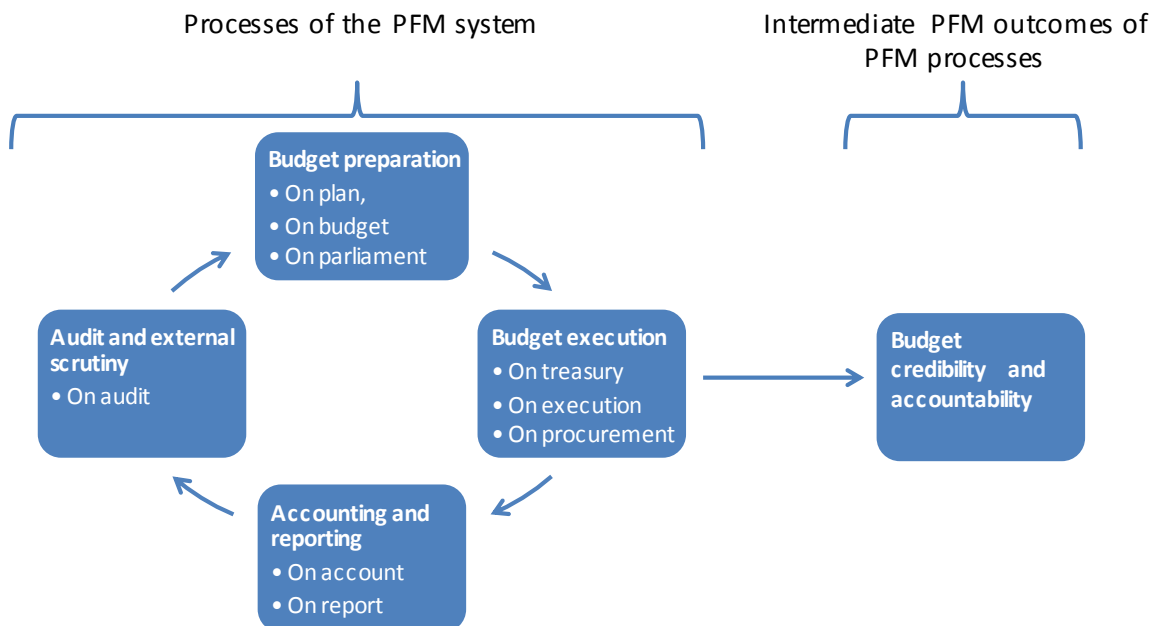 Processes of the PFM system
Intermediate PFM outcomes of
PFM processes
Budget preparation
• On plan,
• On budget
• On parliament
Audit and external
scrutiny
• On audit
Budget execution
• On treasury
• On execution
• On procurement
Budget
credibility and
accountability
Accounting and
reporting
• On account
• On report